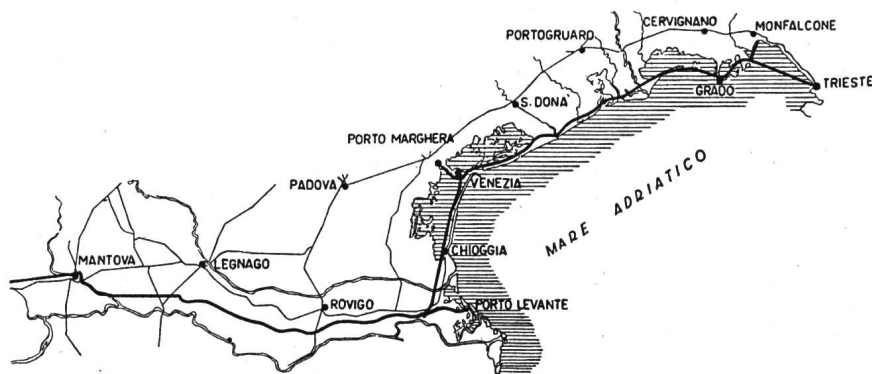 CERVIGNANO
MONFALCONE
PORTOGRUARO
TRIESTE
GRADO
S. DONA'
PORTO MARGHERA
PADOVA
VENEZIA
MARE ADRIATICO
CHIOGGIA
MANTOVA
LEGNAGO
ROVIGO
PORTO LEVANTE